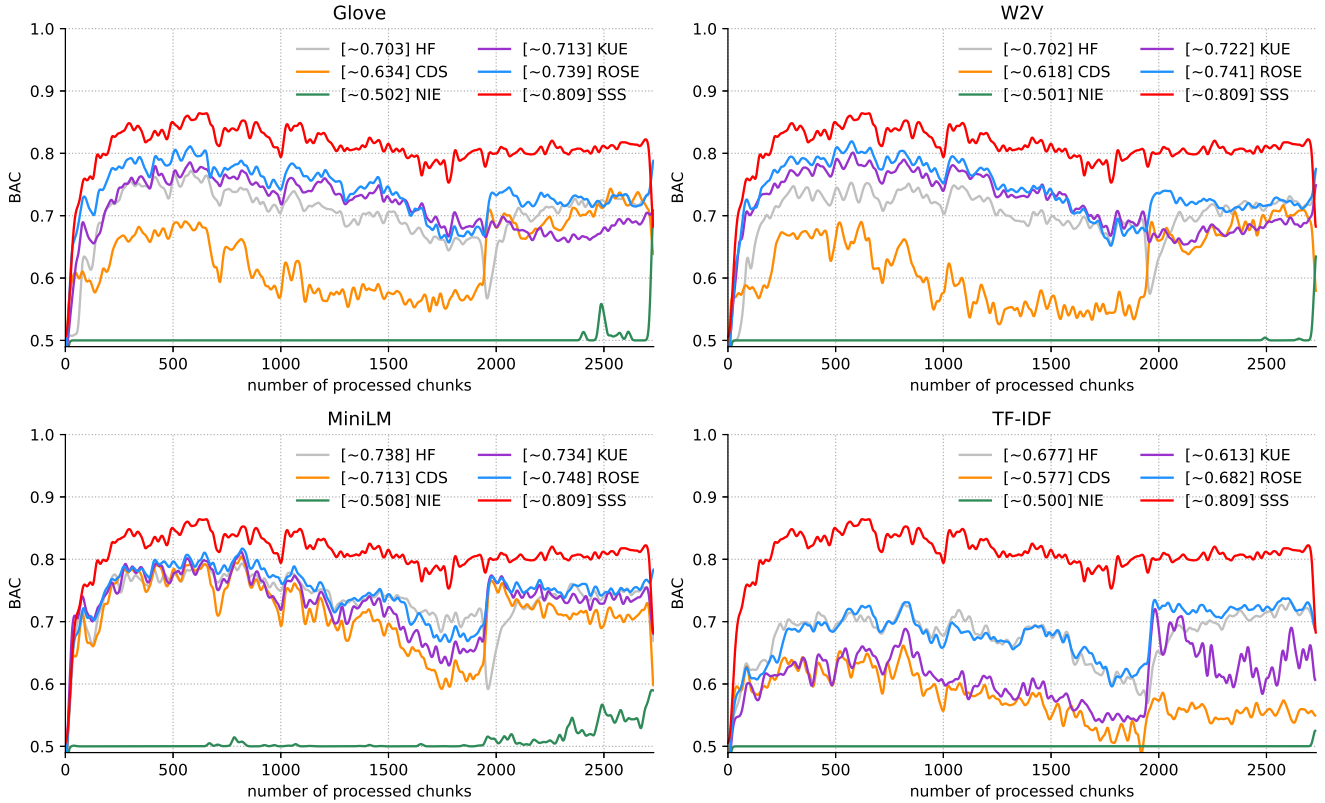 Glove
1.0
0.9
0.8
0.7
0.6
0.5
BAC
[~0.703] HF
[~0.634] CDS
[~0.502] NIE
[~0.713] KUE
[~0.739] ROSE
[~0.809] SSS
0 500 1000 1500 2000 2500
number of processed chunks
W2V
1.0
0.9
0.8
0.7
0.6
0.5
BAC
[~0.702] HF
[~0.618] CDS
[~0.501] NIE
[~0.722] KUE
[~0.741] ROSE
[~0.809] SSS
0 500 1000 1500 2000 2500
number of processed chunks
MiniLM
1.0
0.9
0.8
0.7
0.6
0.5
BAC
[~0.738] HF
[~0.713] CDS
[~0.508] NIE
[~0.734] KUE
[~0.748] ROSE
[~0.809] SSS
0 500 1000 1500 2000 2500
number of processed chunks
TF-IDF
1.0
0.9
0.8
0.7
0.6
0.5
BAC
[~0.677] HF
[~0.577] CDS
[~0.500] NIE
[~0.613] KUE
[~0.682] ROSE
[~0.809] SSS
0 500 1000 1500 2000 2500
number of processed chunks